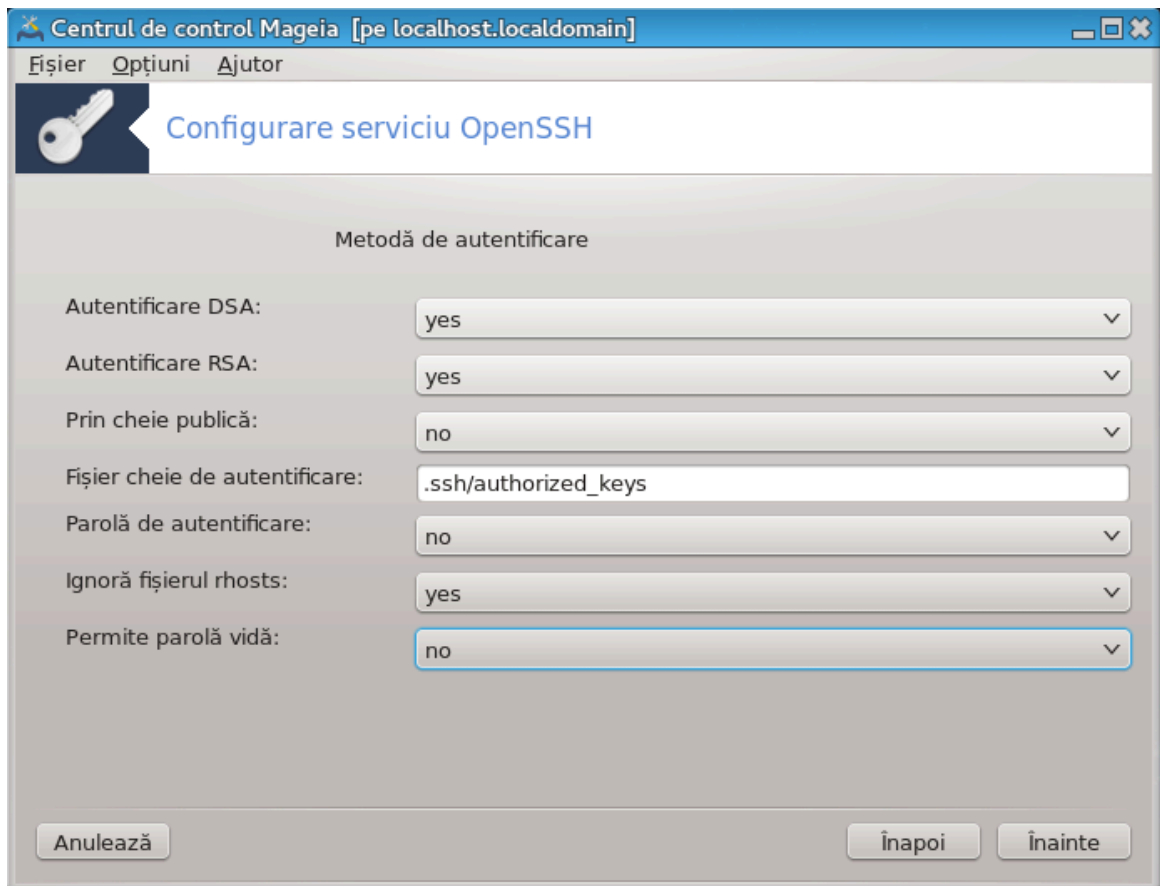 Centrul de control Mageia [pe localhost.localdomain]
Fișier Opțiuni Ajutor
Configurare serviciu OpenSSH
Metodă de autentificare
Autentificare DSA: yes
Autentificare RSA: yes
Prin cheie publică: no
Fișier cheie de autentificare: .ssh/authorized_keys
Parolă de autentificare: no
Ignoră fișierul rhosts: yes
Permite parolă vidă: no
Anulează Înapoi Înainte